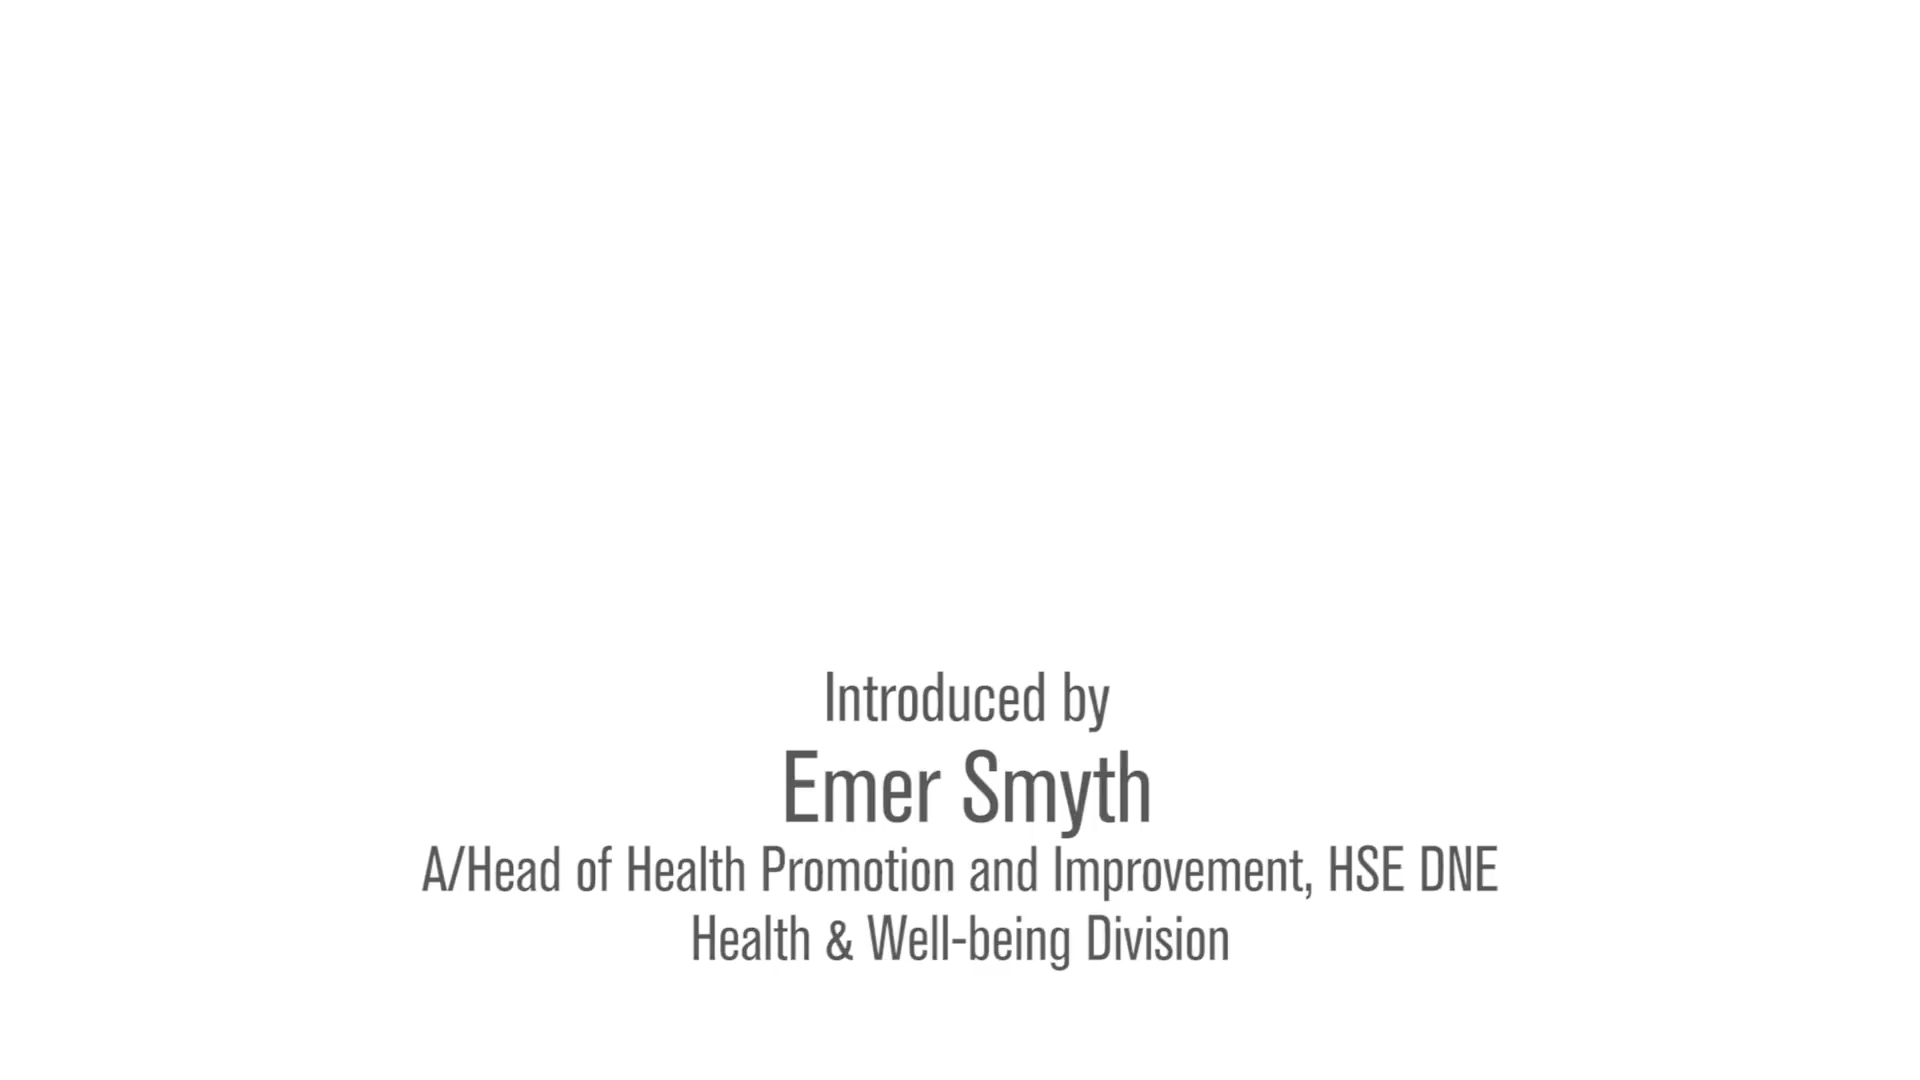 Introduced by
Emer Smyth
A/Head of Health Promotion and Improvement, HSE DNE
Health & Well-being Division